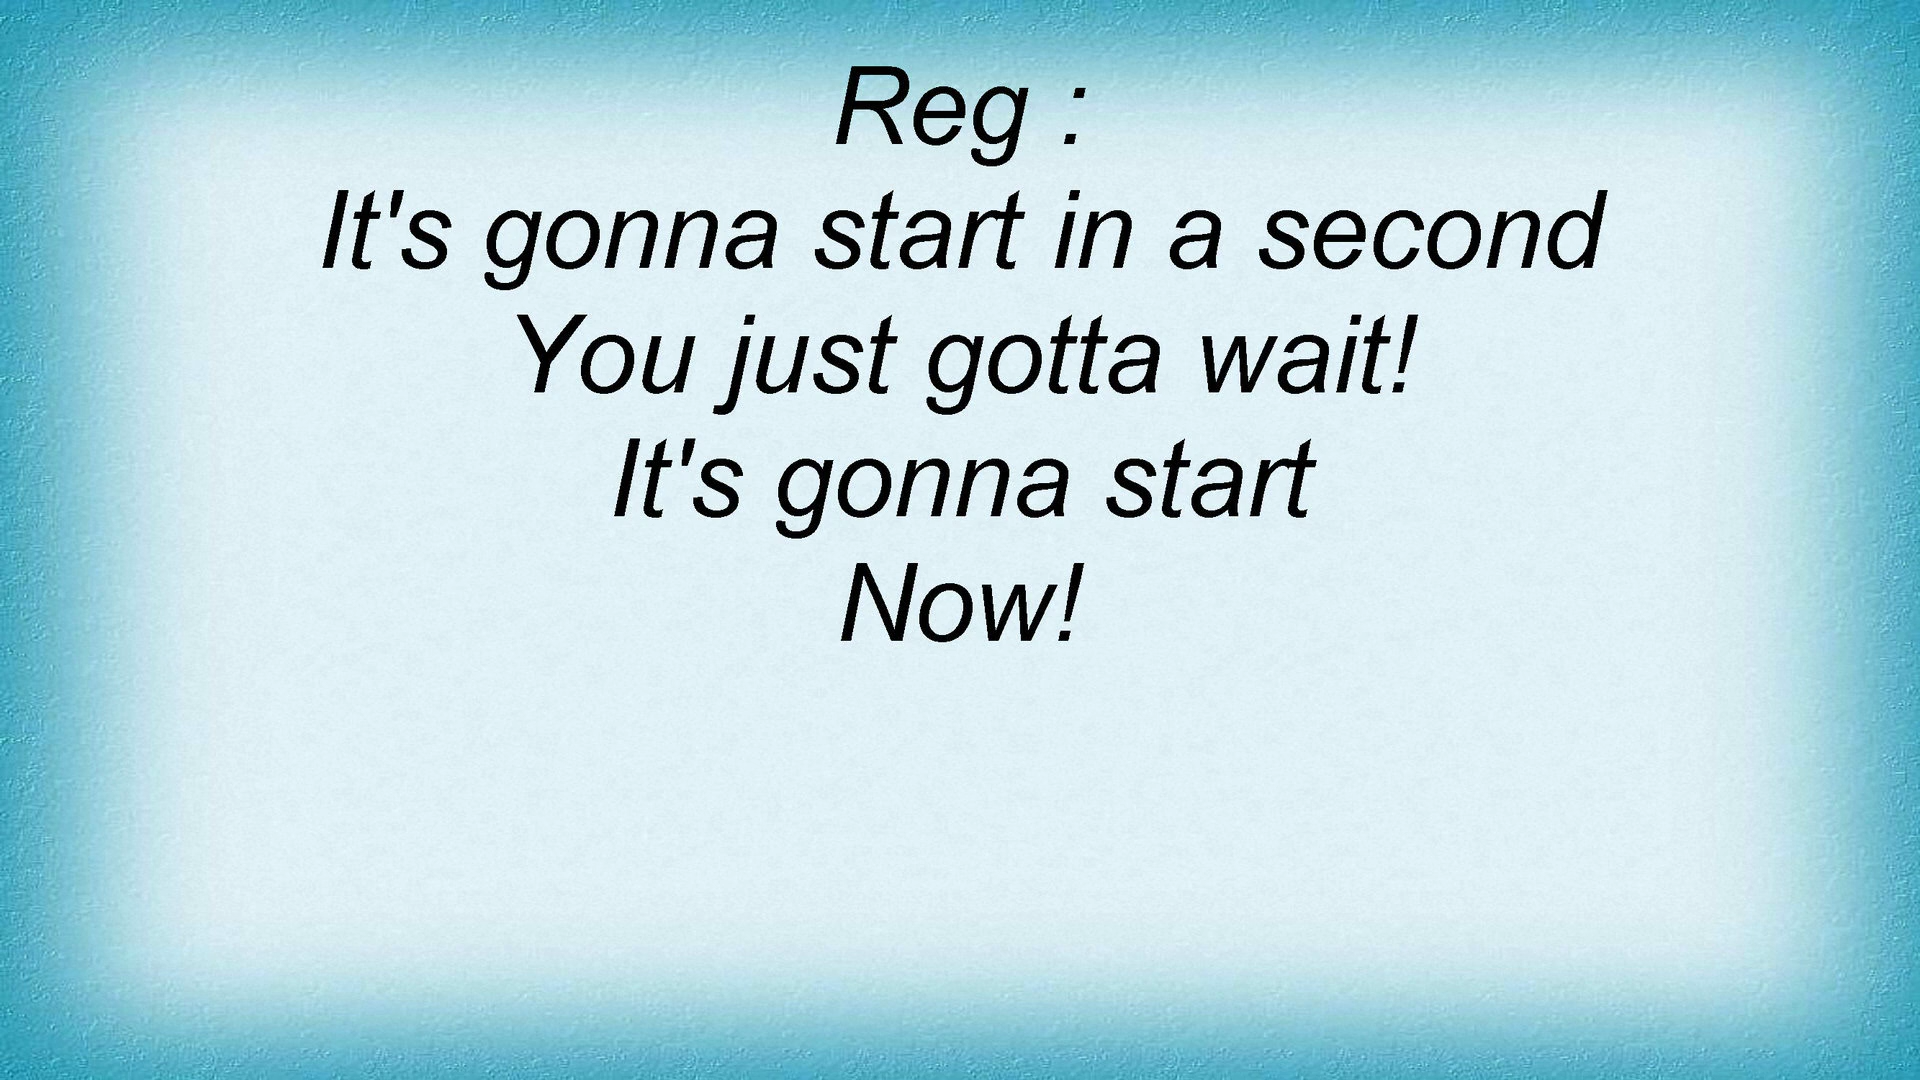 Reg :
It's gonna start in a second
You just gotta wait!
It's gonna start
Now!